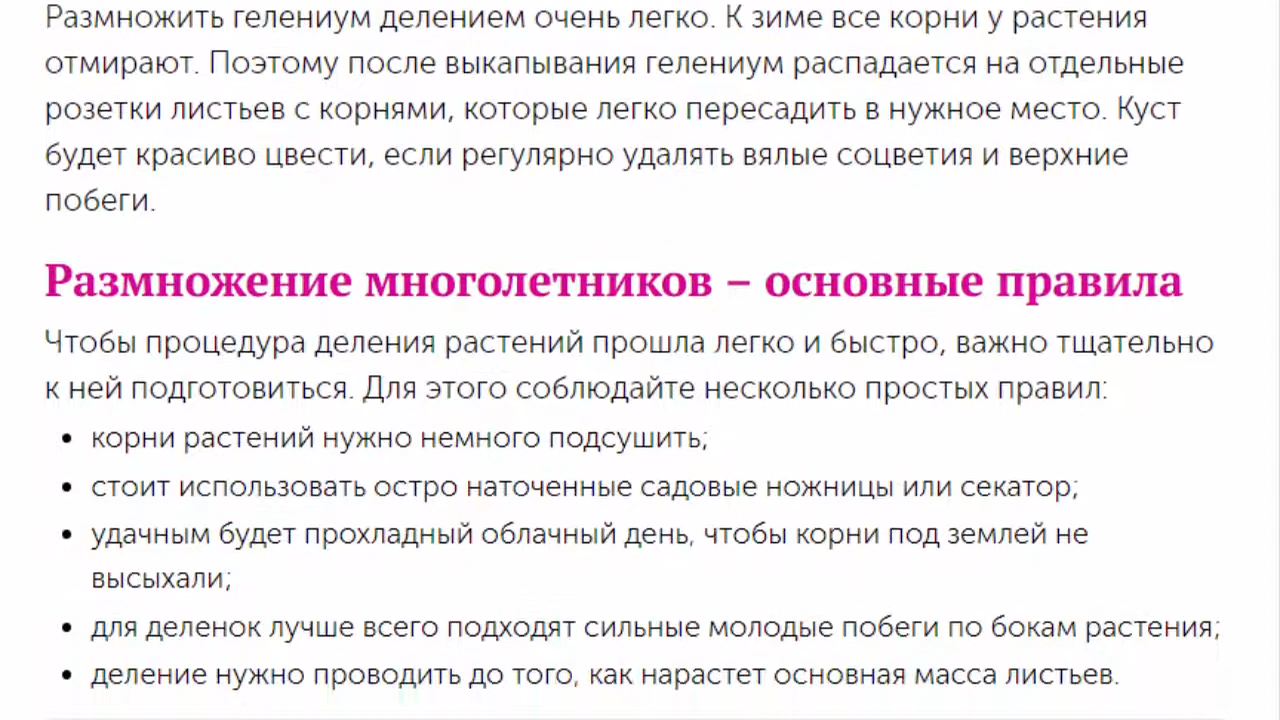 Размножить гелениум делением очень легко. К зиме все корни у растения
отмирают. Поэтому после выкапывания гелениум распадается на отдельные
розетки листьев с корнями, которые легко пересадить в нужное место. Куст
будет красиво цвести, если регулярно удалять вялые соцветия и верхние
побеги.
Размножение многолетников – основные правила
Чтобы процедура деления растений прошла легко и быстро, важно тщательно
к ней подготовиться. Для этого соблюдайте несколько простых правил:
• корни растений нужно немного подсушить;
• стоит использовать остро наточенные садовые ножницы или секатор;
• удачным будет прохладный облачный день, чтобы корни под землей не
высыхали;
• для деленок лучше всего подходят сильные молодые побеги по бокам растения;
• деление нужно проводить до того, как нарастет основная масса листьев.